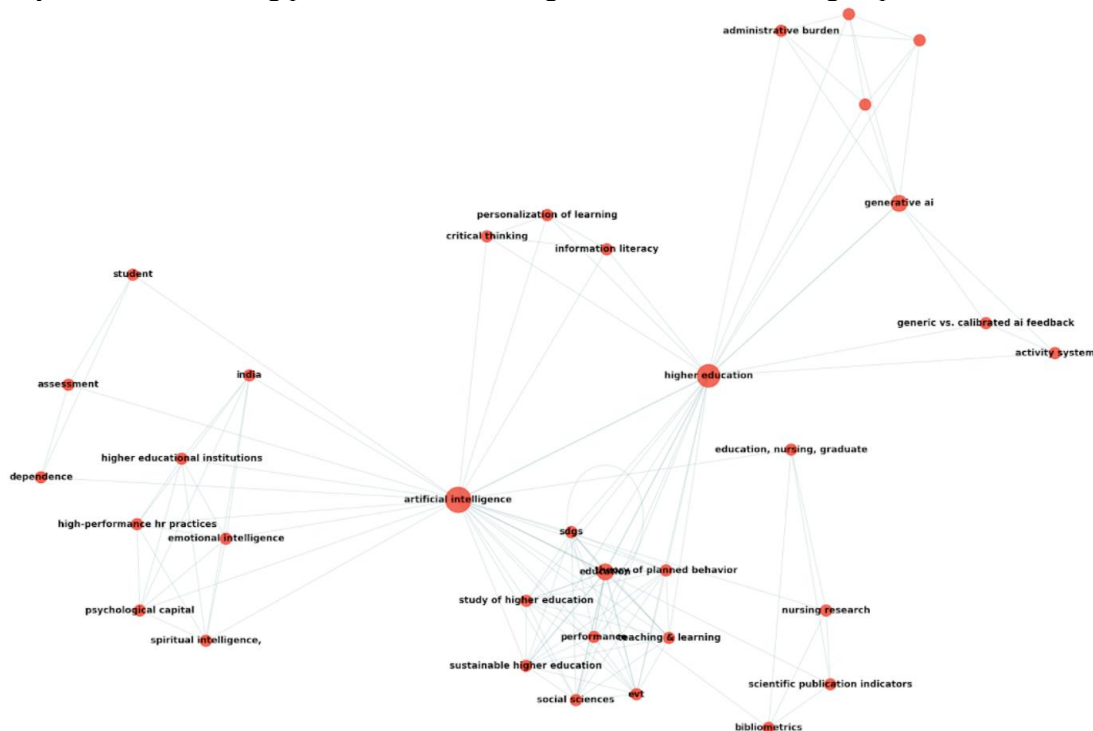 administrative burden
generative ai
personalization of learning
critical thinking
information literacy
student
generic vs. calibrated ai feedback
activity system
india
higher education
assessment
education, nursing, graduate
higher educational institutions
dependence
artificial intelligence
high-performance hr practices
sdgs
emotional intelligence
education
theory of planned behavior
study of higher education
psychological capital
nursing research
performance
teaching & learning
spiritual intelligence,
sustainable higher education
scientific publication indicators
evt
social sciences
bibliometrics